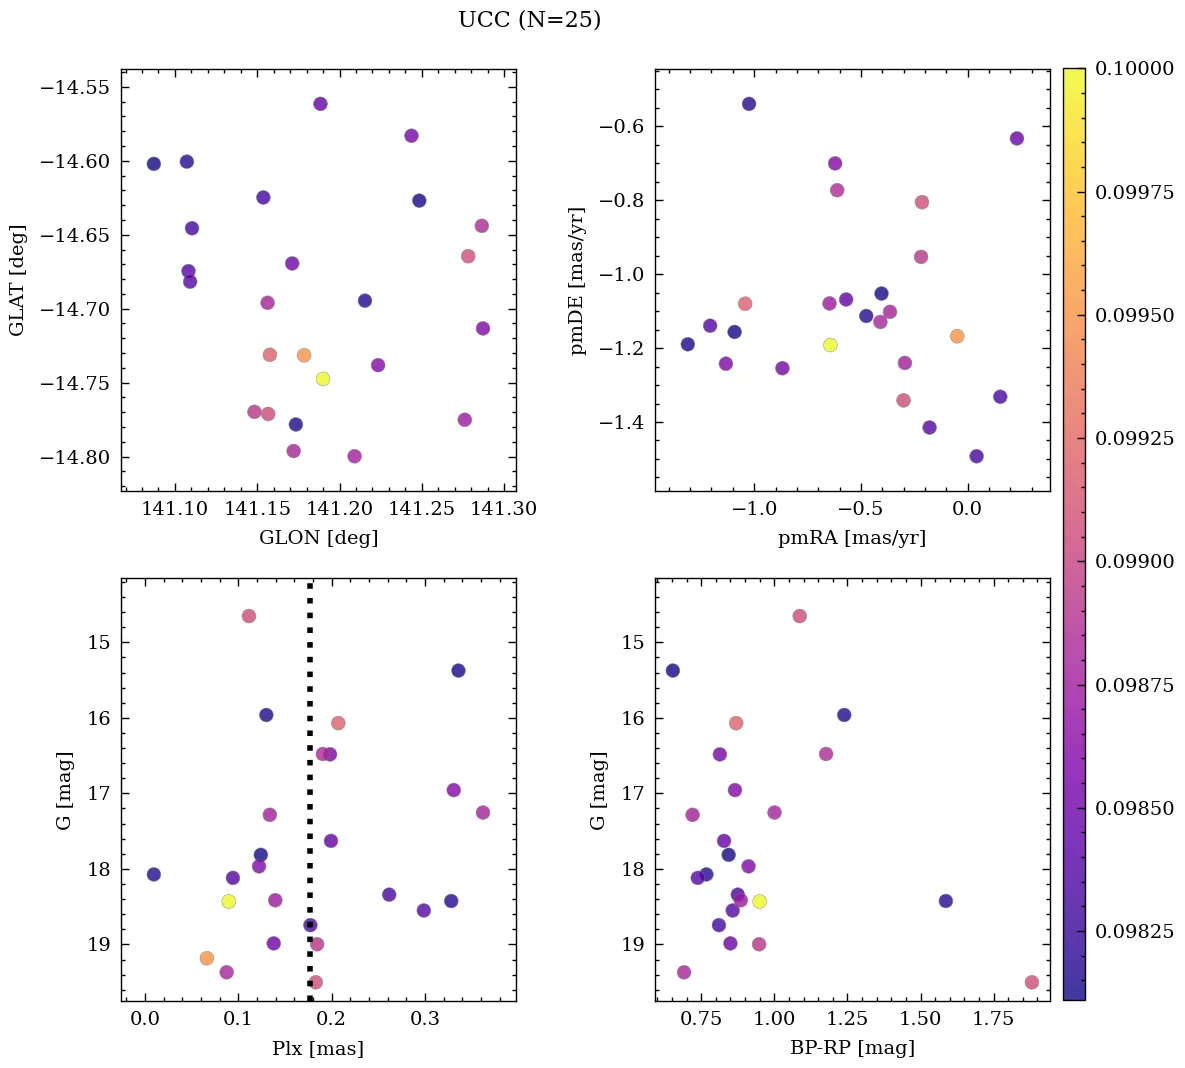 UCC (N=25)
−14.55
−14.60
−14.65
−14.70
−14.75
−14.80
GLAT [deg]
141.10 141.15 141.20 141.25 141.30
GLON [deg]
−0.6
−0.8
−1.0
−1.2
−1.4
pmDE [mas/yr]
−1.0 −0.5 0.0
pmRA [mas/yr]
15
16
17
18
19
G [mag]
0.0 0.1 0.2 0.3
Plx [mas]
15
16
17
18
19
G [mag]
0.75 1.00 1.25 1.50 1.75
BP-RP [mag]
0.10000
0.09975
0.09950
0.09925
0.09900
0.09875
0.09850
0.09825